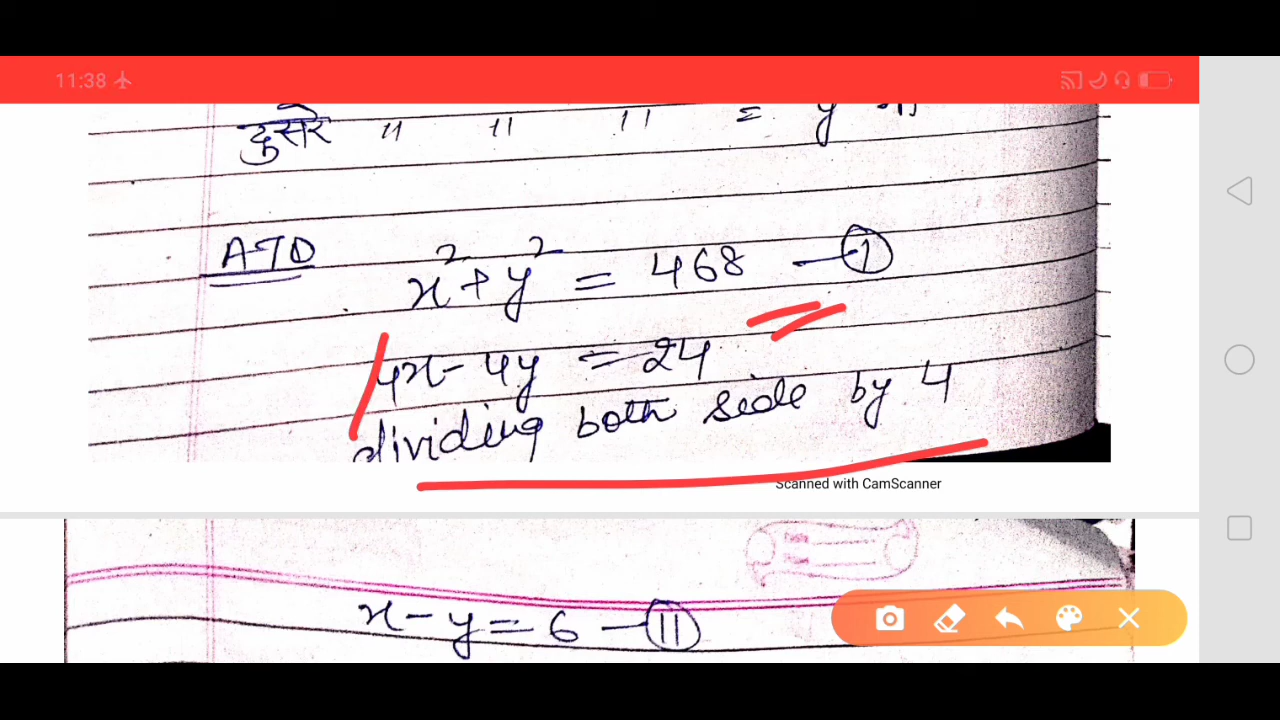 11:38
दुसरे " " " = y
ATQ x² + y² = 468 — ①
4x - 4y = 24
dividing both side by 4
Scanned with CamScanner
x - y = 6 — Ⅱ